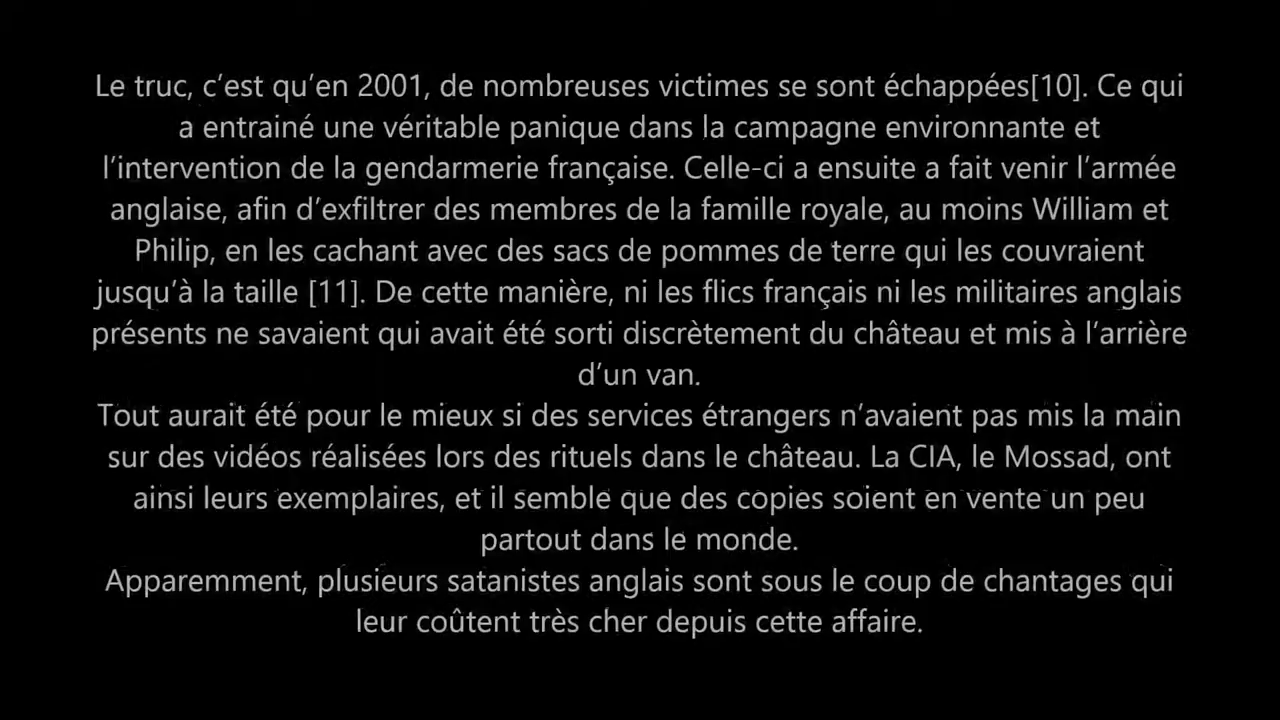 Le truc, c’est qu’en 2001, de nombreuses victimes se sont échappées[10]. Ce qui
a entrainé une véritable panique dans la campagne environnante et
l’intervention de la gendarmerie française. Celle-ci a ensuite a fait venir l’armée
anglaise, afin d’exfiltrer des membres de la famille royale, au moins William et
Philip, en les cachant avec des sacs de pommes de terre qui les couvraient
jusqu’à la taille [11]. De cette manière, ni les flics français ni les militaires anglais
présents ne savaient qui avait été sorti discrètement du château et mis à l’arrière
d’un van.
Tout aurait été pour le mieux si des services étrangers n’avaient pas mis la main
sur des vidéos réalisées lors des rituels dans le château. La CIA, le Mossad, ont
ainsi leurs exemplaires, et il semble que des copies soient en vente un peu
partout dans le monde.
Apparemment, plusieurs satanistes anglais sont sous le coup de chantages qui
leur coûtent très cher depuis cette affaire.